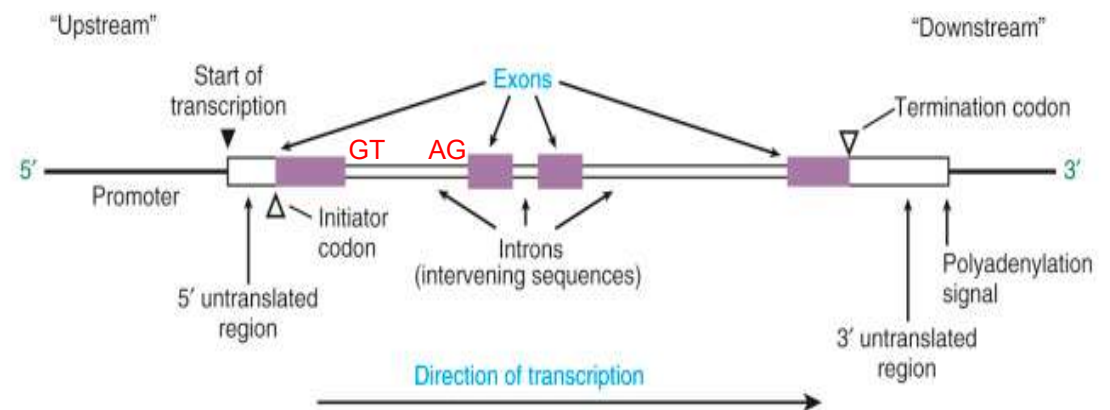 “Upstream”
“Downstream”
Start of
transcription
Exons
Termination codon
GT
AG
5′
3′
Promoter
Initiator
codon
Introns
(intervening sequences)
Polyadenylation
signal
5′ untranslated
region
3′ untranslated
region
Direction of transcription